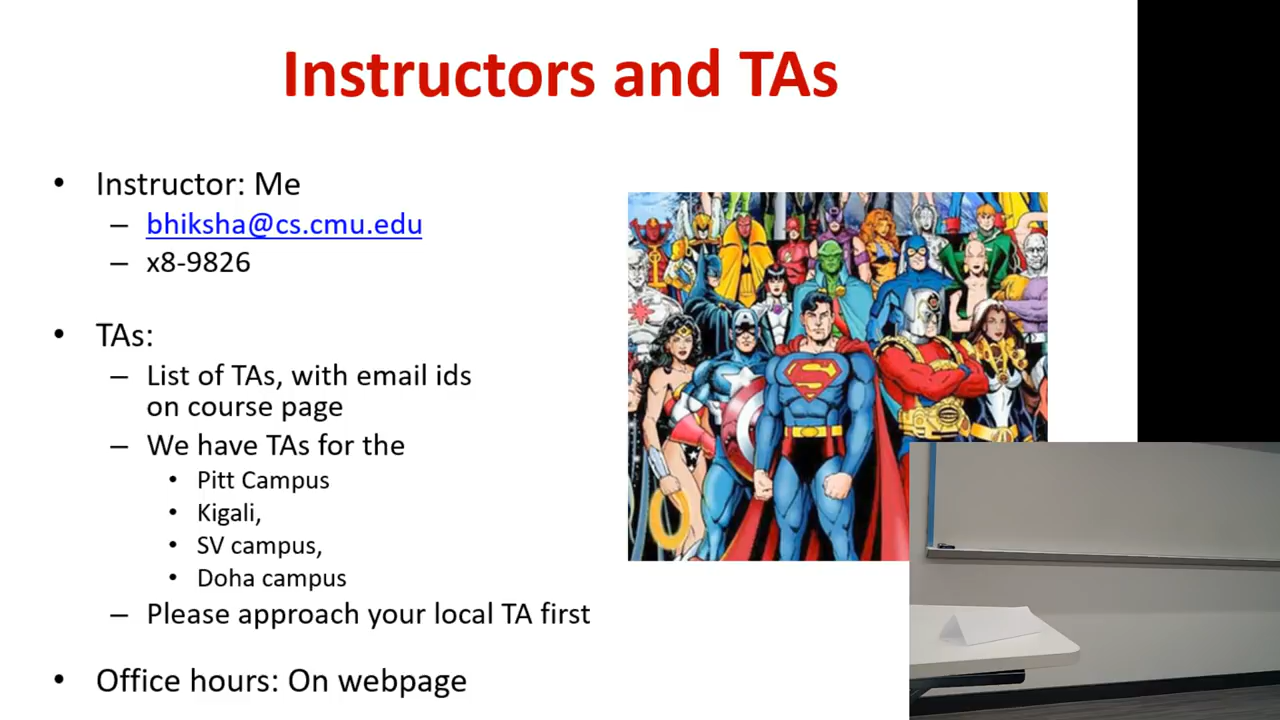 Instructors and TAs
• Instructor: Me
– bhiksha@cs.cmu.edu
– x8-9826
• TAs:
– List of TAs, with email ids
on course page
– We have TAs for the
• Pitt Campus
• Kigali,
• SV campus,
• Doha campus
– Please approach your local TA first
• Office hours: On webpage